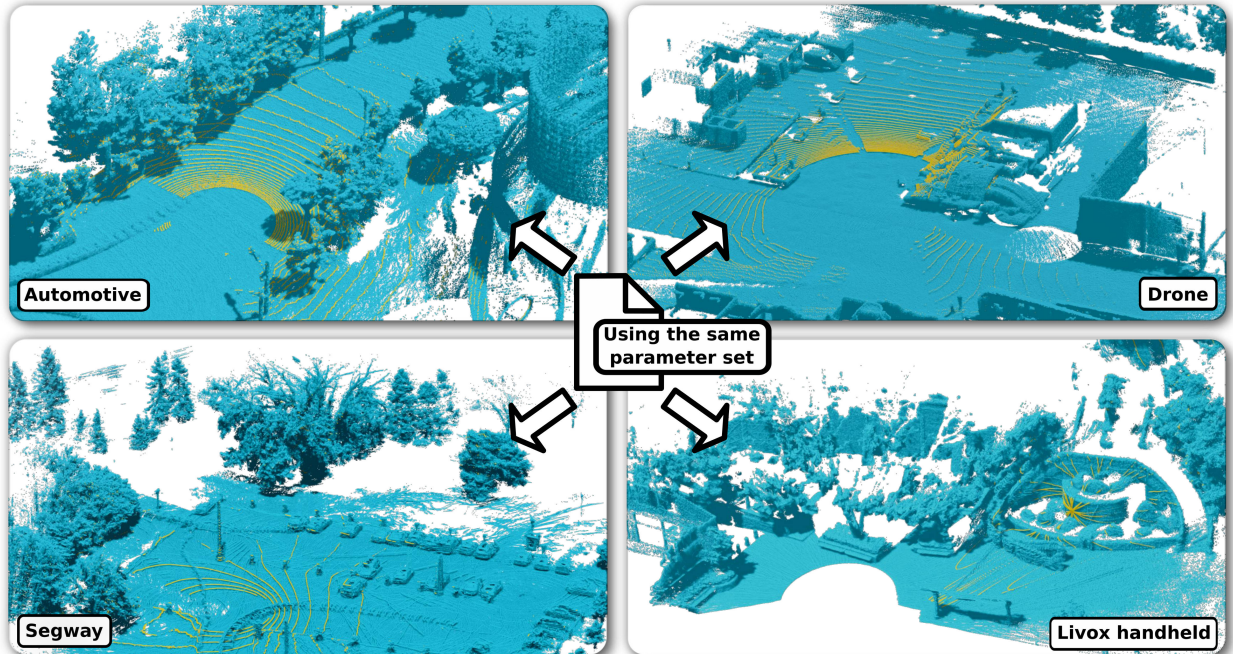 Automotive
Drone
Using the same
parameter set
Segway
Livox handheld